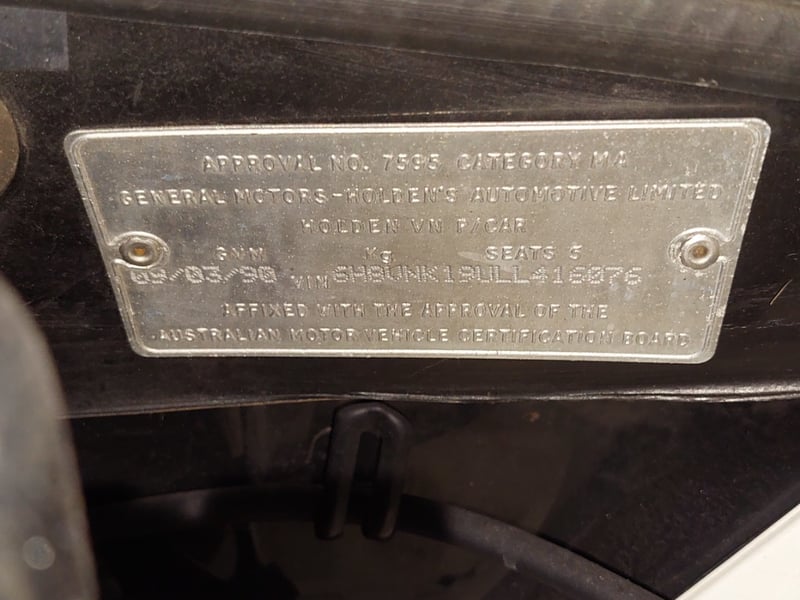 APPROVAL NO. 7595 CATEGORY MA
GENERAL MOTORS-HOLDEN'S AUTOMOTIVE LIMITED
HOLDEN VN P/CAR
GVM Kg SEATS 5
09/03/90 VIN 6H8VNK19ULL416076
AFFIXED WITH THE APPROVAL OF THE
AUSTRALIAN MOTOR VEHICLE CERTIFICATION BOARD